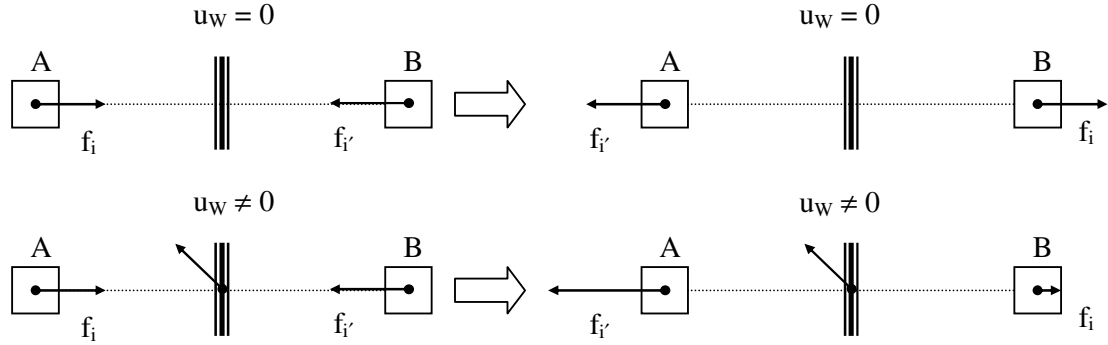 u_W = 0 u_W = 0
A B A B
f_i f_i′ f_i′ f_i
u_W ≠ 0 u_W ≠ 0
A B A B
f_i f_i′ f_i′ f_i